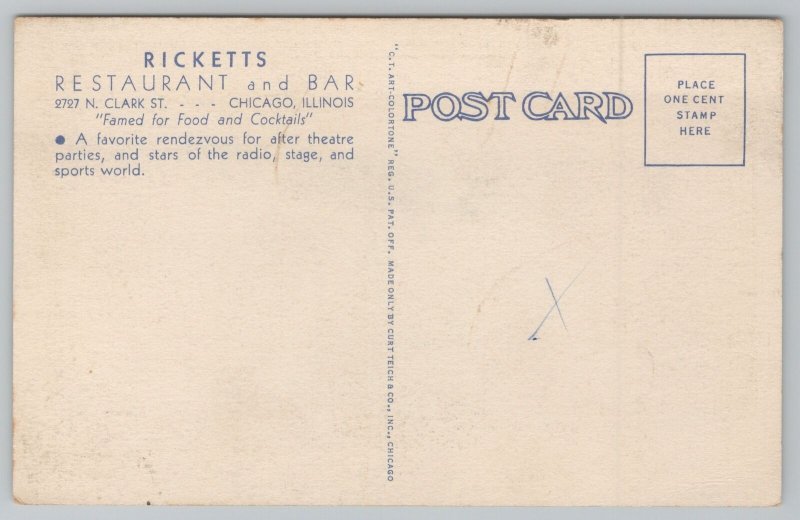 RICKETTS
RESTAURANT and BAR
2727 N. CLARK ST. - - - CHICAGO, ILLINOIS
"Famed for Food and Cocktails"
● A favorite rendezvous for after theatre
parties, and stars of the radio, stage, and
sports world.
"C.T. ART-COLORTONE" REG. U.S. PAT. OFF. MADE ONLY BY CURT TEICH & CO., INC., CHICAGO
POST CARD
PLACE
ONE CENT
STAMP
HERE
X